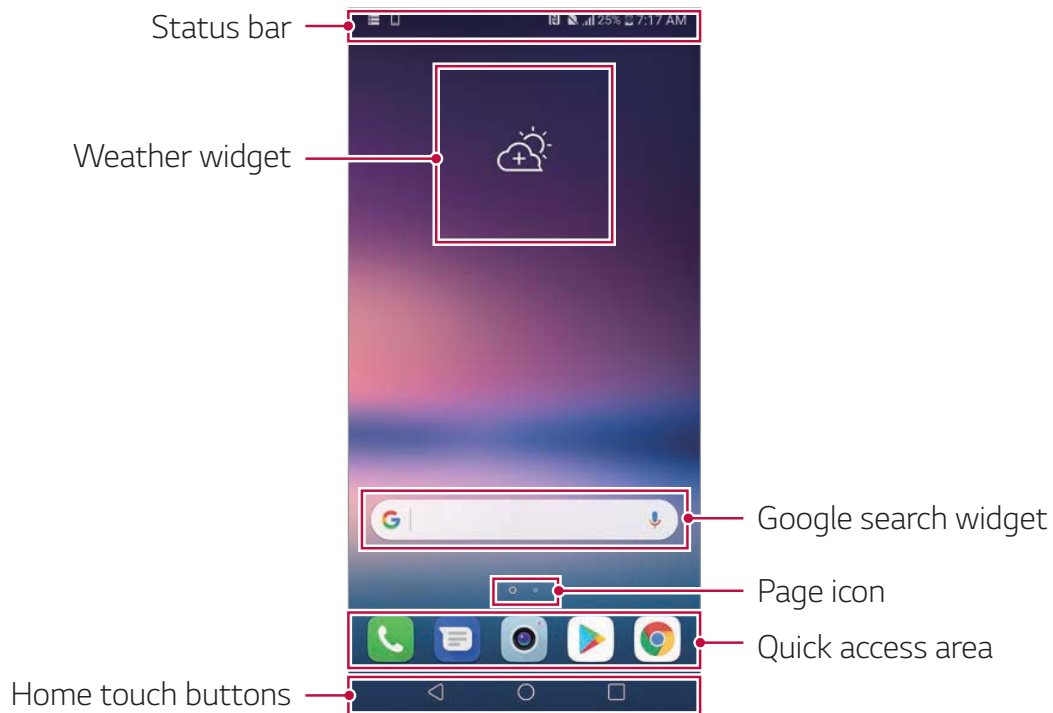 Status bar
25% 7:17 AM
Weather widget
Google search widget
Page icon
Quick access area
Home touch buttons